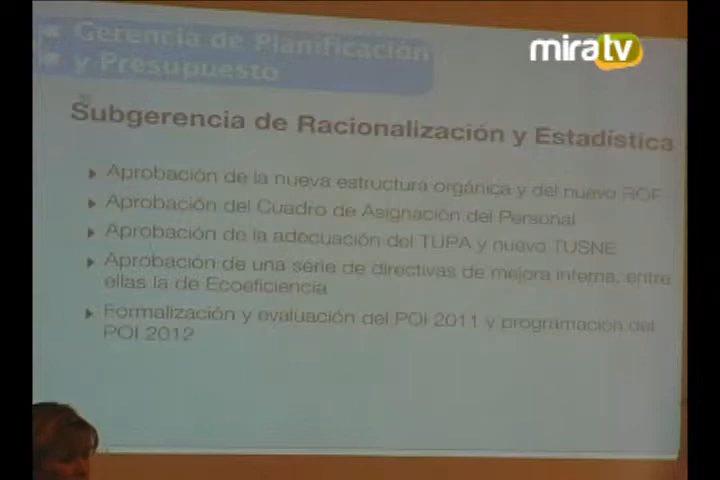 Gerencia de Planificación
y Presupuesto
miratv
Subgerencia de Racionalización y Estadística
Aprobación de la nueva estructura orgánica y del nuevo ROF
Aprobación del Cuadro de Asignación del Personal
Aprobación de la adecuación del TUPA y nuevo TUSNE
Aprobación de una serie de directivas de mejora interna, entre
ellas la de Ecoeficiencia
Formalización y evaluación del POI 2011 y programación del
POI 2012